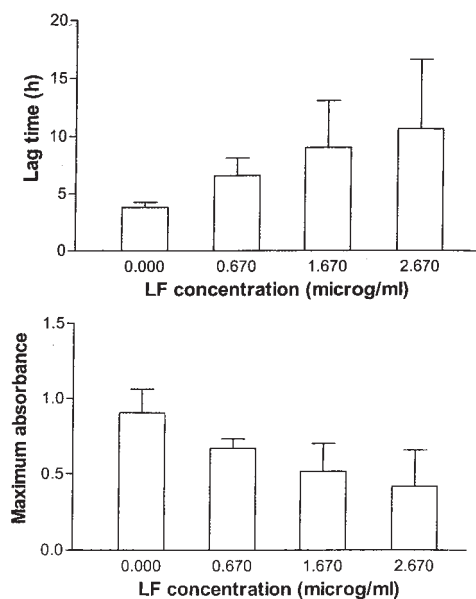 20
15
10
5
0
Lag time (h)
0.000 0.670 1.670 2.670
LF concentration (microg/ml)
1.5
1.0
0.5
0.0
Maximum absorbance
0.000 0.670 1.670 2.670
LF concentration (microg/ml)